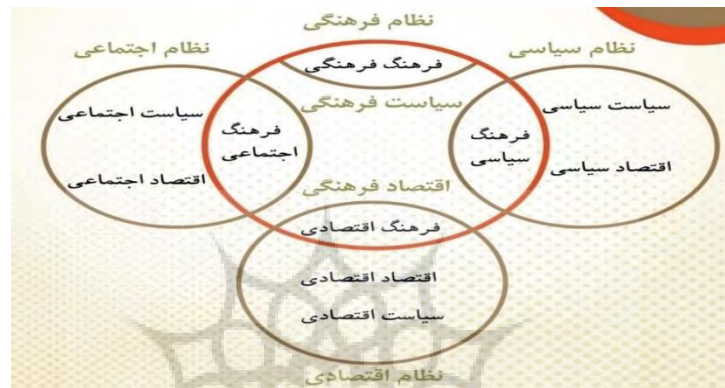 نظام فرهنگی
نظام سیاسی
نظام اجتماعی
فرهنگ فرهنگی
سیاست فرهنگی
سیاست سیاسی
اقتصاد سیاسی
فرهنگ
سیاسی
فرهنگ
اجتماعی
سیاست اجتماعی
اقتصاد اجتماعی
اقتصاد فرهنگی
فرهنگ اقتصادی
اقتصاد اقتصادی
سیاست اقتصادی
نظام اقتصادی